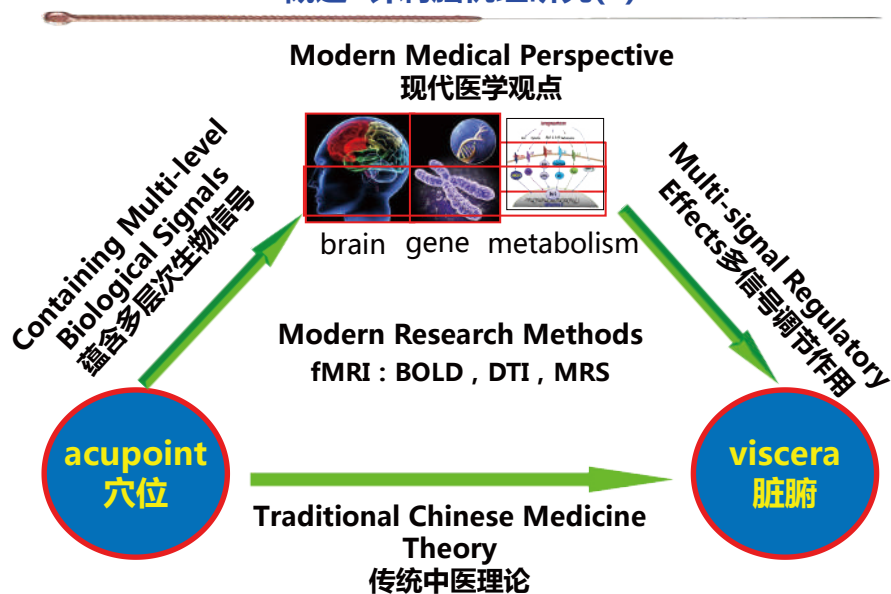 Modern Medical Perspective
现代医学观点
Containing Multi-level
Biological Signals
蕴含多层次生物信号
Multi-signal Regulatory
Effects多信号调节作用
brain gene metabolism
Modern Research Methods
fMRI：BOLD，DTI，MRS
acupoint
穴位
viscera
脏腑
Traditional Chinese Medicine
Theory
传统中医理论